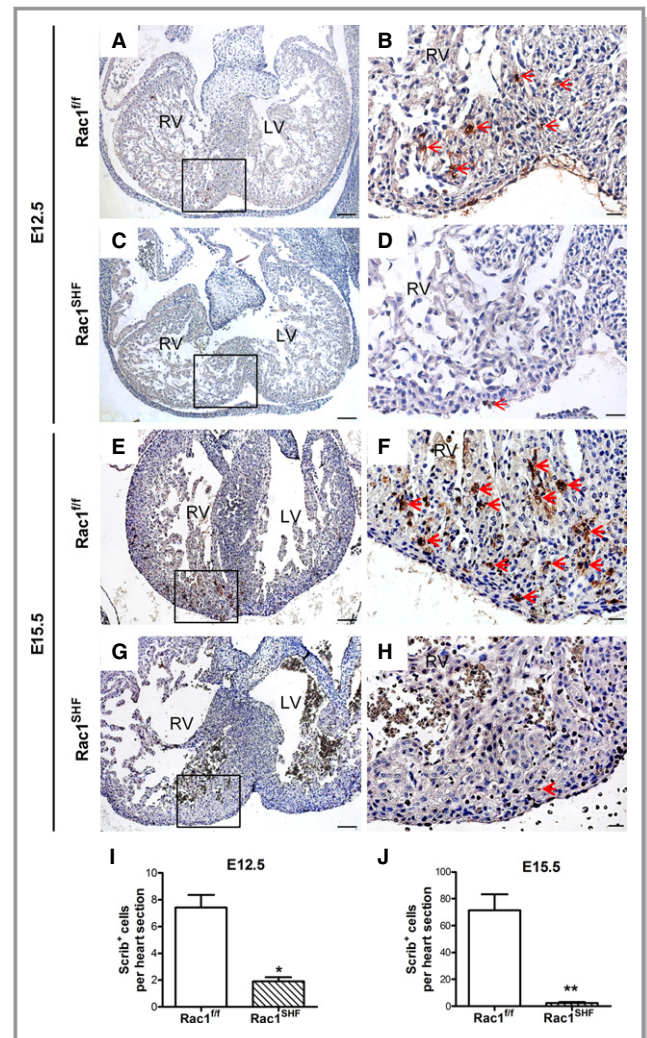 A
B
RV
RV
LV
Rac1f/f
C
D
RV
RV
LV
Rac1SHF
E12.5
E
F
RV
RV
LV
Rac1f/f
G
H
RV
RV
LV
Rac1SHF
E15.5
I
E12.5
Scrib+ cells
per heart section
8
6
4
2
0
*
Rac1f/f
Rac1SHF
J
E15.5
Scrib+ cells
per heart section
100
80
60
40
20
0
**
Rac1f/f
Rac1SHF